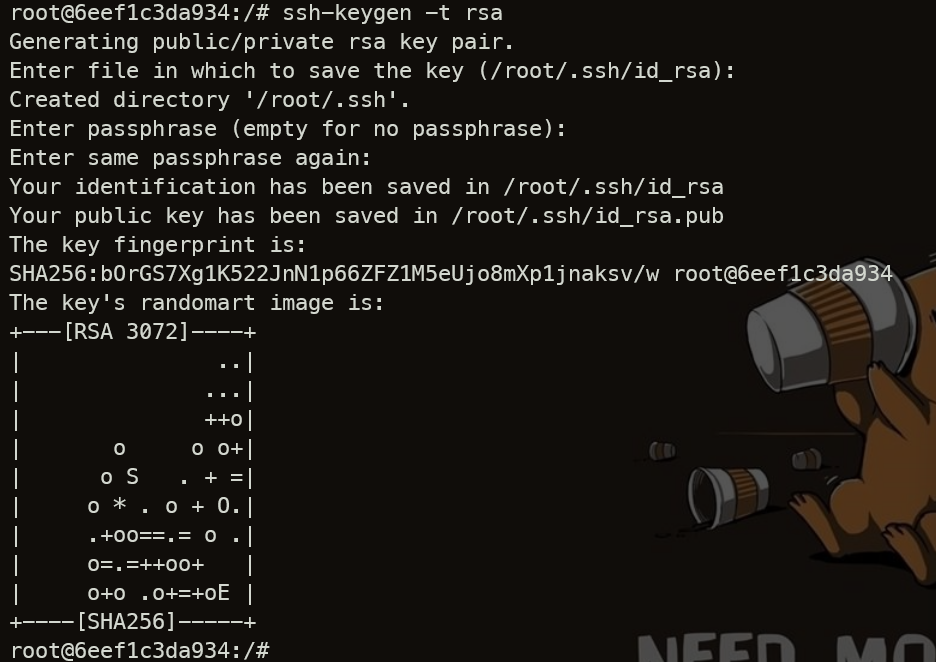 root@6eef1c3da934:/# ssh-keygen -t rsa
Generating public/private rsa key pair.
Enter file in which to save the key (/root/.ssh/id_rsa):
Created directory '/root/.ssh'.
Enter passphrase (empty for no passphrase):
Enter same passphrase again:
Your identification has been saved in /root/.ssh/id_rsa
Your public key has been saved in /root/.ssh/id_rsa.pub
The key fingerprint is:
SHA256:bOrGS7Xg1K522JnN1p66ZFZ1M5eUjo8mXp1jnaksv/w root@6eef1c3da934
The key's randomart image is:
+---[RSA 3072]----+
|               ..|
|              ...|
|              ++o|
|       o     o o+|
|      o S   . + =|
|     o * . o + O.|
|     .+oo==.= o .|
|     o=.=++oo+   |
|     o+o .o+=+oE |
+----[SHA256]-----+
root@6eef1c3da934:/#
NEED MO